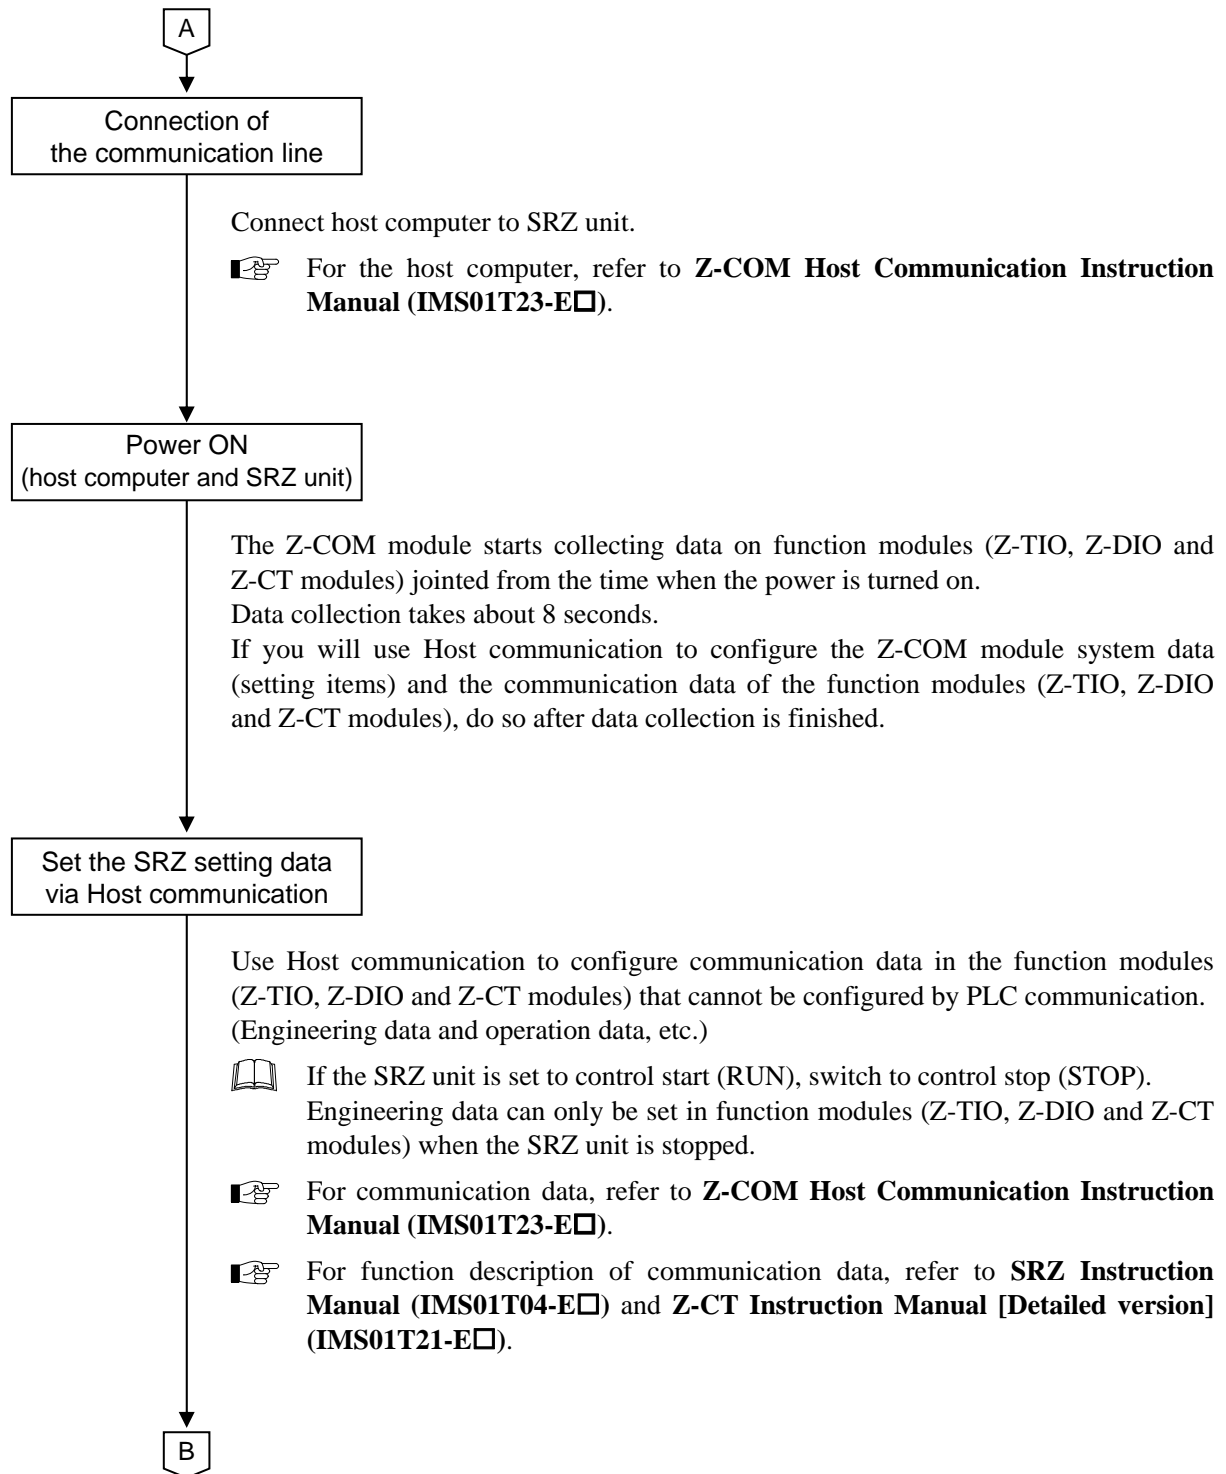 A
Connection of
the communication line
Connect host computer to SRZ unit.
For the host computer, refer to Z-COM Host Communication Instruction
Manual (IMS01T23-E□).
Power ON
(host computer and SRZ unit)
The Z-COM module starts collecting data on function modules (Z-TIO, Z-DIO and
Z-CT modules) jointed from the time when the power is turned on.
Data collection takes about 8 seconds.
If you will use Host communication to configure the Z-COM module system data
(setting items) and the communication data of the function modules (Z-TIO, Z-DIO
and Z-CT modules), do so after data collection is finished.
Set the SRZ setting data
via Host communication
Use Host communication to configure communication data in the function modules
(Z-TIO, Z-DIO and Z-CT modules) that cannot be configured by PLC communication.
(Engineering data and operation data, etc.)
If the SRZ unit is set to control start (RUN), switch to control stop (STOP).
Engineering data can only be set in function modules (Z-TIO, Z-DIO and Z-CT
modules) when the SRZ unit is stopped.
For communication data, refer to Z-COM Host Communication Instruction
Manual (IMS01T23-E□).
For function description of communication data, refer to SRZ Instruction
Manual (IMS01T04-E□) and Z-CT Instruction Manual [Detailed version]
(IMS01T21-E□).
B